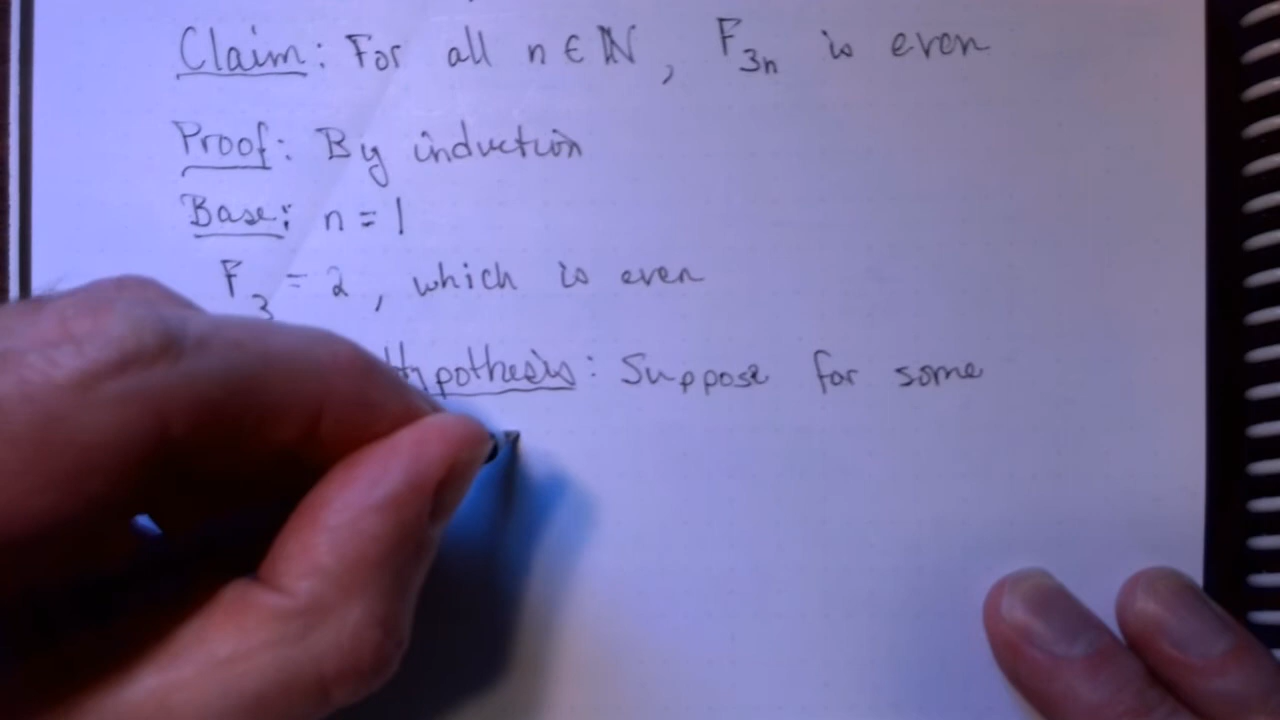 Claim: For all n ∈ ℕ, F₃ₙ is even
Proof: By induction
Base: n = 1
F₃ = 2, which is even
Hypothesis: Suppose for some